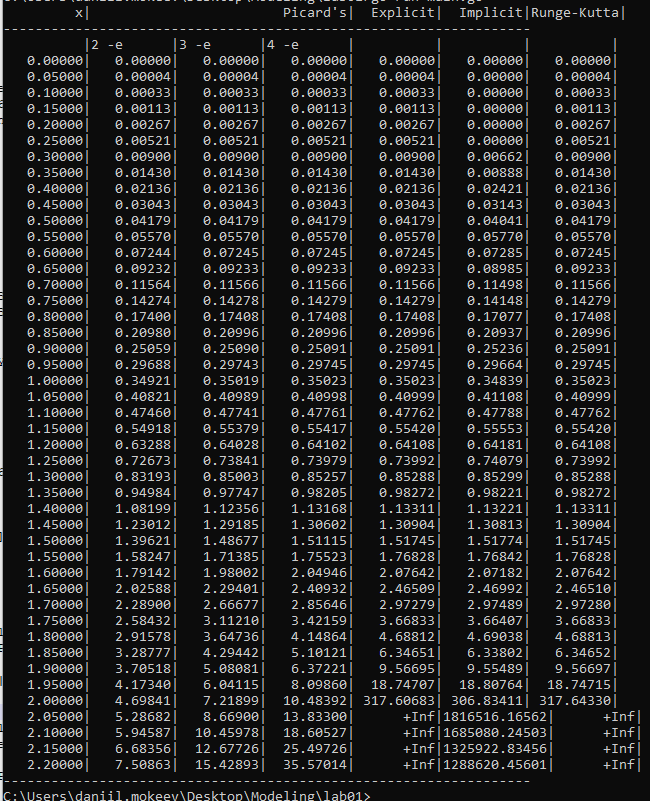 x| Picard's| Explicit| Implicit|Runge-Kutta|
----------------------------------------------------------------
|2 -e |3 -e |4 -e | | | |
0.00000| 0.00000| 0.00000| 0.00000| 0.00000| 0.00000| 0.00000|
0.05000| 0.00004| 0.00004| 0.00004| 0.00004| 0.00000| 0.00004|
0.10000| 0.00033| 0.00033| 0.00033| 0.00033| 0.00000| 0.00033|
0.15000| 0.00113| 0.00113| 0.00113| 0.00113| 0.00000| 0.00113|
0.20000| 0.00267| 0.00267| 0.00267| 0.00267| 0.00000| 0.00267|
0.25000| 0.00521| 0.00521| 0.00521| 0.00521| 0.00000| 0.00521|
0.30000| 0.00900| 0.00900| 0.00900| 0.00900| 0.00662| 0.00900|
0.35000| 0.01430| 0.01430| 0.01430| 0.01430| 0.00888| 0.01430|
0.40000| 0.02136| 0.02136| 0.02136| 0.02136| 0.02421| 0.02136|
0.45000| 0.03043| 0.03043| 0.03043| 0.03043| 0.03143| 0.03043|
0.50000| 0.04179| 0.04179| 0.04179| 0.04179| 0.04041| 0.04179|
0.55000| 0.05570| 0.05570| 0.05570| 0.05570| 0.05770| 0.05570|
0.60000| 0.07244| 0.07245| 0.07245| 0.07245| 0.07285| 0.07245|
0.65000| 0.09232| 0.09233| 0.09233| 0.09233| 0.08985| 0.09233|
0.70000| 0.11564| 0.11566| 0.11566| 0.11566| 0.11498| 0.11566|
0.75000| 0.14274| 0.14278| 0.14279| 0.14279| 0.14148| 0.14279|
0.80000| 0.17400| 0.17408| 0.17408| 0.17408| 0.17077| 0.17408|
0.85000| 0.20980| 0.20996| 0.20996| 0.20996| 0.20937| 0.20996|
0.90000| 0.25059| 0.25090| 0.25091| 0.25091| 0.25236| 0.25091|
0.95000| 0.29688| 0.29743| 0.29745| 0.29745| 0.29664| 0.29745|
1.00000| 0.34921| 0.35019| 0.35023| 0.35023| 0.34839| 0.35023|
1.05000| 0.40821| 0.40989| 0.40998| 0.40999| 0.41108| 0.40999|
1.10000| 0.47460| 0.47741| 0.47761| 0.47762| 0.47788| 0.47762|
1.15000| 0.54918| 0.55379| 0.55417| 0.55420| 0.55553| 0.55420|
1.20000| 0.63288| 0.64028| 0.64102| 0.64108| 0.64181| 0.64108|
1.25000| 0.72673| 0.73841| 0.73979| 0.73992| 0.74079| 0.73992|
1.30000| 0.83193| 0.85003| 0.85257| 0.85288| 0.85299| 0.85288|
1.35000| 0.94984| 0.97747| 0.98205| 0.98272| 0.98221| 0.98272|
1.40000| 1.08199| 1.12356| 1.13168| 1.13311| 1.13221| 1.13311|
1.45000| 1.23012| 1.29185| 1.30602| 1.30904| 1.30813| 1.30904|
1.50000| 1.39621| 1.48677| 1.51115| 1.51745| 1.51774| 1.51745|
1.55000| 1.58247| 1.71385| 1.75523| 1.76828| 1.76842| 1.76828|
1.60000| 1.79142| 1.98002| 2.04946| 2.07642| 2.07182| 2.07642|
1.65000| 2.02588| 2.29401| 2.40932| 2.46509| 2.46992| 2.46510|
1.70000| 2.28900| 2.66677| 2.85646| 2.97279| 2.97489| 2.97280|
1.75000| 2.58432| 3.11210| 3.42159| 3.66833| 3.66407| 3.66833|
1.80000| 2.91578| 3.64736| 4.14864| 4.68812| 4.69038| 4.68813|
1.85000| 3.28777| 4.29442| 5.10121| 6.34651| 6.33802| 6.34652|
1.90000| 3.70518| 5.08081| 6.37221| 9.56695| 9.55489| 9.56697|
1.95000| 4.17340| 6.04115| 8.09860| 18.74707| 18.80764| 18.74715|
2.00000| 4.69841| 7.21899| 10.48392| 317.60683| 306.83411| 317.64330|
2.05000| 5.28682| 8.66900| 13.83300| +Inf|1816516.16562| +Inf|
2.10000| 5.94587| 10.45978| 18.60527| +Inf|1685080.24503| +Inf|
2.15000| 6.68356| 12.67726| 25.49726| +Inf|1325922.83456| +Inf|
2.20000| 7.50863| 15.42893| 35.57014| +Inf|1288620.45601| +Inf|
----------------------------------------------------------------
C:\Users\daniil.mokeev\Desktop\Modeling\lab01>